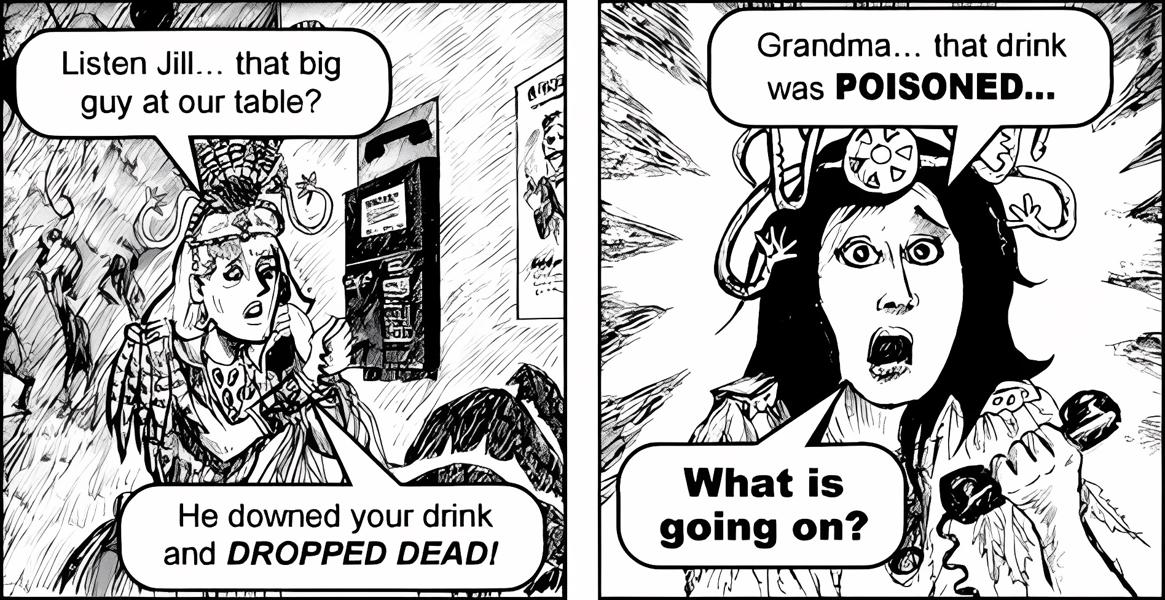 Listen Jill... that big
guy at our table?
He downed your drink
and DROPPED DEAD!
Grandma... that drink
was POISONED...
What is
going on?